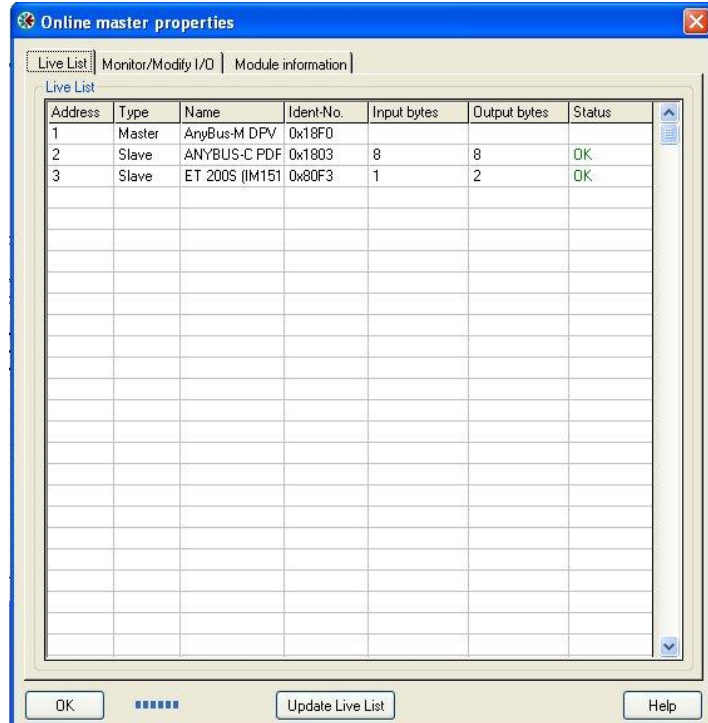 Online master properties
Live List Monitor/Modify I/O Module information
Live List
Address Type Name Ident-No. Input bytes Output bytes Status
1 Master AnyBus-M DPV 0x18F0
2 Slave ANYBUS-C PDF 0x1803 8 8 OK
3 Slave ET 200S (IM151 0x80F3 1 2 OK
OK Update Live List Help